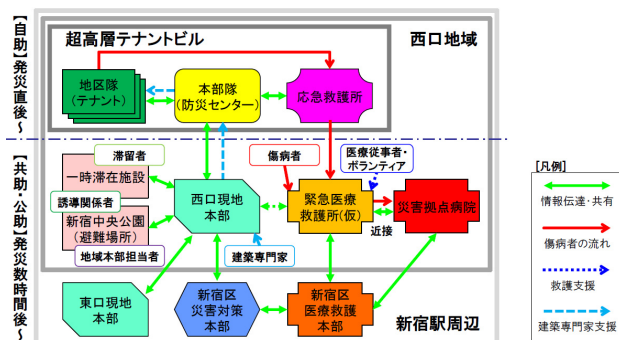 【自助】発災直後～
【共助・公助】発災数時間後～
超高層テナントビル
西口地域
地区隊
(テナント)
本部隊
(防災センター)
応急救護所
滞留者
傷病者
医療従事者・
ボランティア
一時滞在施設
誘導関係者
新宿中央公園
(避難場所)
地域本部担当者
西口現地
本部
緊急医療
救護所(仮)
災害拠点病院
近接
建築専門家
東口現地
本部
新宿区
災害対策
本部
新宿区
医療救護
本部
新宿駅周辺
[凡例]
情報伝達・共有
傷病者の流れ
救護支援
建築専門家支援